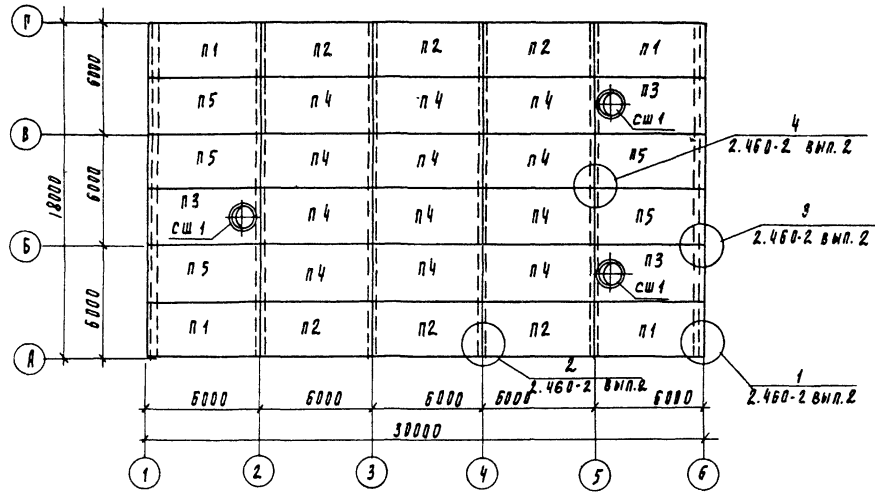 Г
П1 П2 П2 П2 П1
6000
П5 П4 П4 П4 П3
СШ1
В
4
2.460-2 ВЫП.2
П5 П4 П4 П4 П5
18000
6000
П3
СШ1
П4 П4 П4 П5
3
2.460-2 ВЫП.2
Б
П5 П4 П4 П4 П3
СШ1
6000
П1 П2 П2 П2 П1
А
2
2.460-2 ВЫП.2
1
2.460-2 ВЫП.2
6000 6000 6000 6000 6000
30000
1 2 3 4 5 6